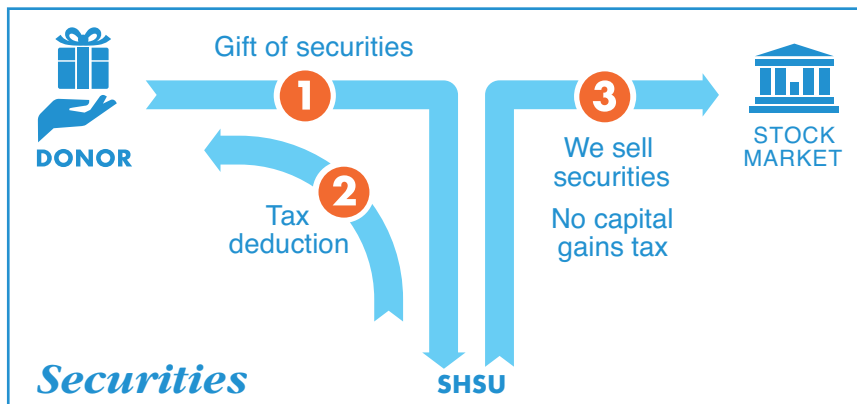 Gift of securities
1
3
DONOR
STOCK
MARKET
We sell
securities
2
Tax
deduction
No capital
gains tax
Securities
SHSU